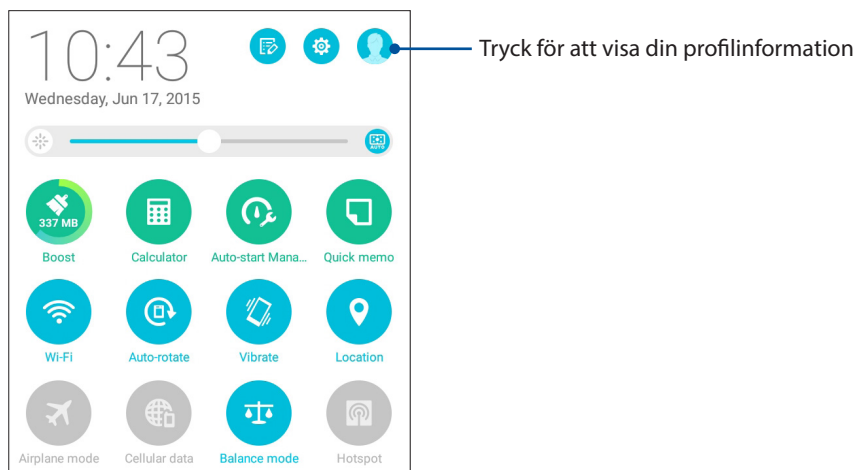 10:43
Tryck för att visa din profilinformation
Wednesday, Jun 17, 2015
AUTO
337 MB
Boost Calculator Auto-start Mana... Quick memo
Wi-Fi Auto-rotate Vibrate Location
Airplane mode Cellular data Balance mode Hotspot